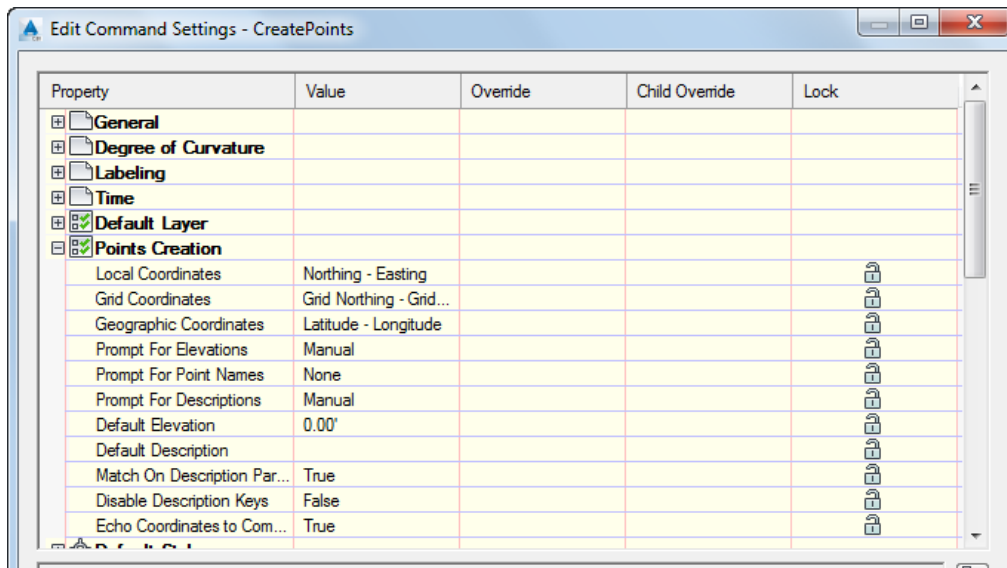 Edit Command Settings - CreatePoints
Property Value Override Child Override Lock
General
Degree of Curvature
Labeling
Time
Default Layer
Points Creation
Local Coordinates Northing - Easting
Grid Coordinates Grid Northing - Grid...
Geographic Coordinates Latitude - Longitude
Prompt For Elevations Manual
Prompt For Point Names None
Prompt For Descriptions Manual
Default Elevation 0.00'
Default Description
Match On Description Par... True
Disable Description Keys False
Echo Coordinates to Com... True